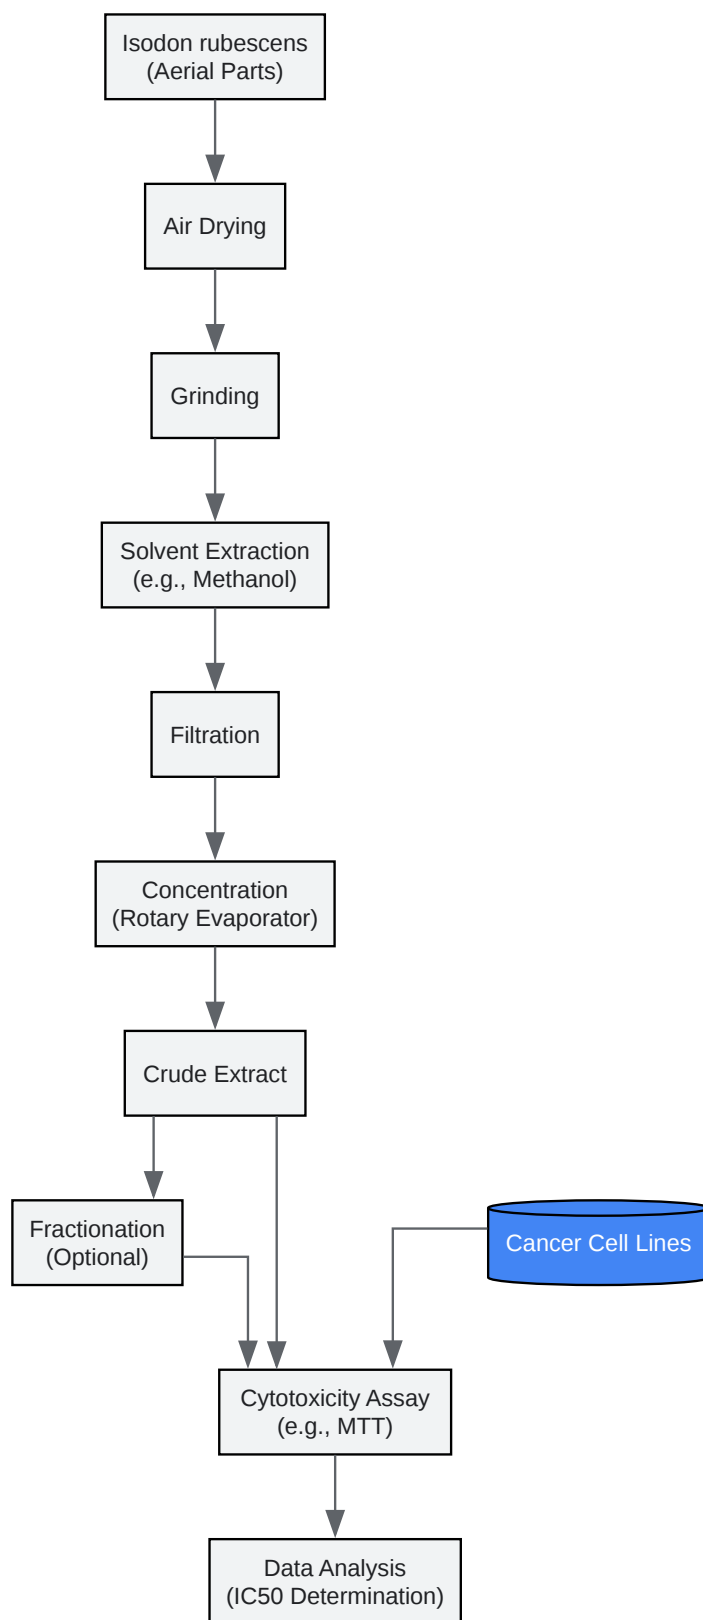 Isodon rubescens
(Aerial Parts)
Air Drying
Grinding
Solvent Extraction
(e.g., Methanol)
Filtration
Concentration
(Rotary Evaporator)
Crude Extract
Fractionation
(Optional)
Cancer Cell Lines
Cytotoxicity Assay
(e.g., MTT)
Data Analysis
(IC50 Determination)